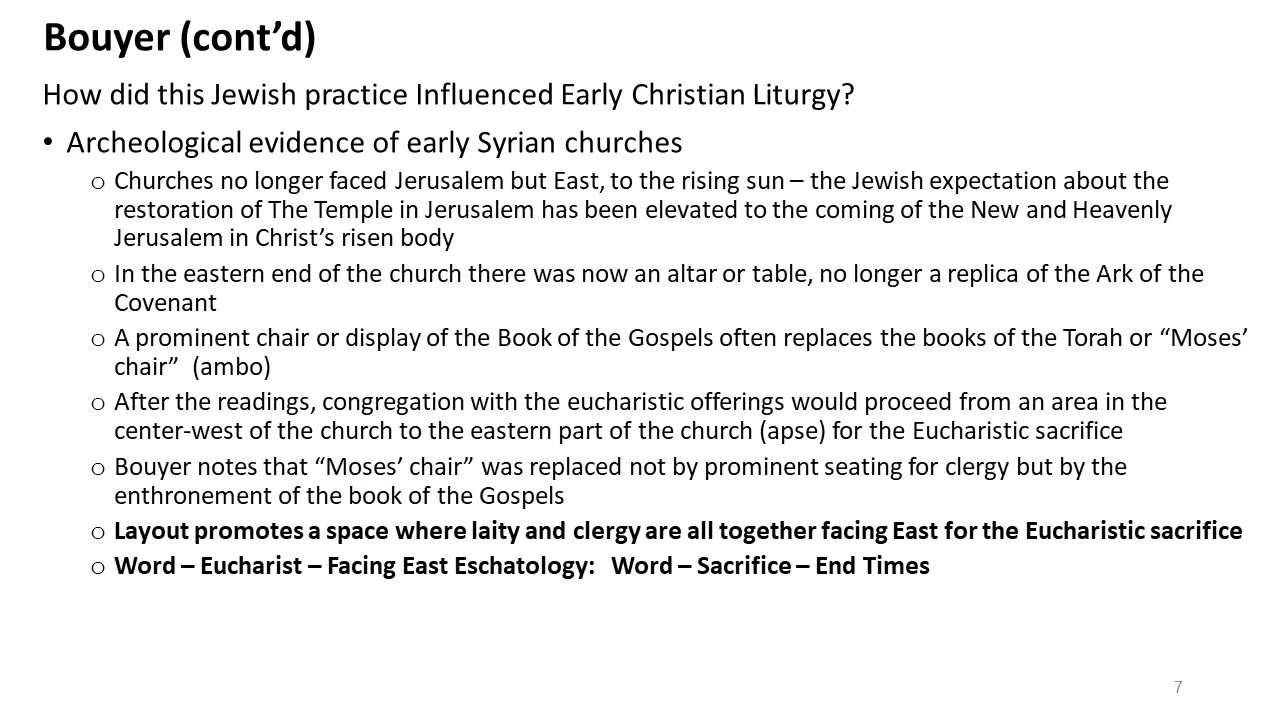 Bouyer (cont’d)
How did this Jewish practice Influenced Early Christian Liturgy?
• Archeological evidence of early Syrian churches
o Churches no longer faced Jerusalem but East, to the rising sun – the Jewish expectation about the
restoration of The Temple in Jerusalem has been elevated to the coming of the New and Heavenly
Jerusalem in Christ’s risen body
o In the eastern end of the church there was now an altar or table, no longer a replica of the Ark of the
Covenant
o A prominent chair or display of the Book of the Gospels often replaces the books of the Torah or “Moses’
chair” (ambo)
o After the readings, congregation with the eucharistic offerings would proceed from an area in the
center-west of the church to the eastern part of the church (apse) for the Eucharistic sacrifice
o Bouyer notes that “Moses’ chair” was replaced not by prominent seating for clergy but by the
enthronement of the book of the Gospels
o Layout promotes a space where laity and clergy are all together facing East for the Eucharistic sacrifice
o Word – Eucharist – Facing East Eschatology: Word – Sacrifice – End Times
7